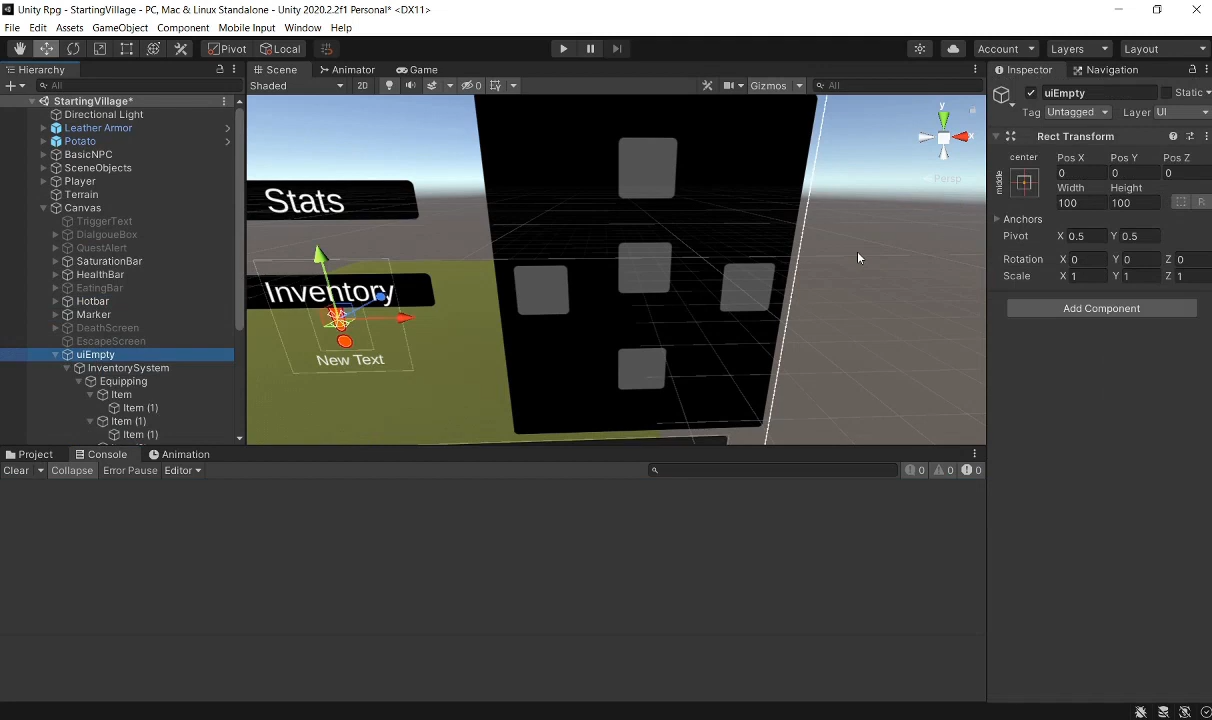 Unity Rpg - StartingVillage - PC, Mac & Linux Standalone - Unity 2020.2.2f1 Personal* <DX11>
File Edit Assets GameObject Component Mobile Input Window Help
Pivot Local Account Layers Layout
Hierarchy
All
StartingVillage*
Directional Light
Leather Armor
Potato
BasicNPC
SceneObjects
Player
Terrain
Canvas
TriggerText
DialgoueBox
QuestAlert
SaturationBar
HealthBar
EatingBar
Hotbar
Marker
DeathScreen
EscapeScreen
uiEmpty
InventorySystem
Equipping
Item
Item (1)
Item (1)
Item (1)
Scene Animator Game
Shaded 2D 0 Gizmos All
y
x
Persp
Stats
Inventory
New Text
Inspector Navigation
uiEmpty Static
Tag Untagged Layer UI
Rect Transform
center Pos X Pos Y Pos Z
middle 0 0 0
Width Height
100 100 R
Anchors
Pivot X 0.5 Y 0.5
Rotation X 0 Y 0 Z 0
Scale X 1 Y 1 Z 1
Add Component
Project Console Animation
Clear Collapse Error Pause Editor 0 0 0